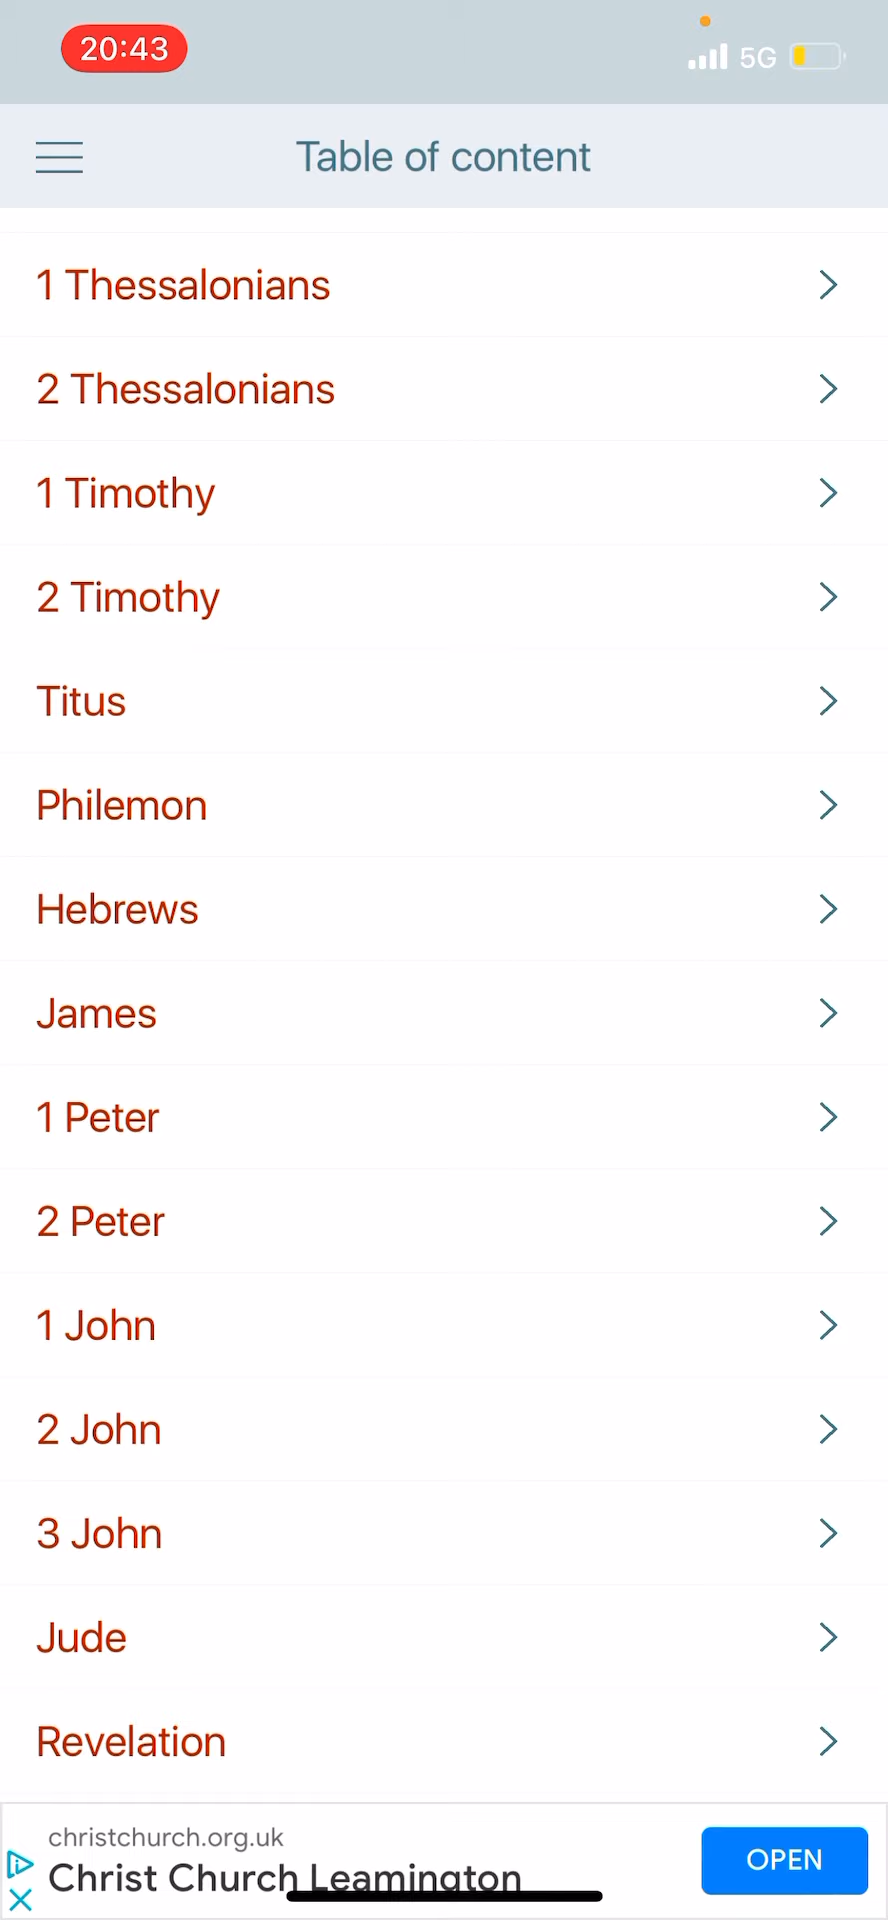 20:43
5G
Table of content
1 Thessalonians
2 Thessalonians
1 Timothy
2 Timothy
Titus
Philemon
Hebrews
James
1 Peter
2 Peter
1 John
2 John
3 John
Jude
Revelation
christchurch.org.uk
Christ Church Leamington
OPEN